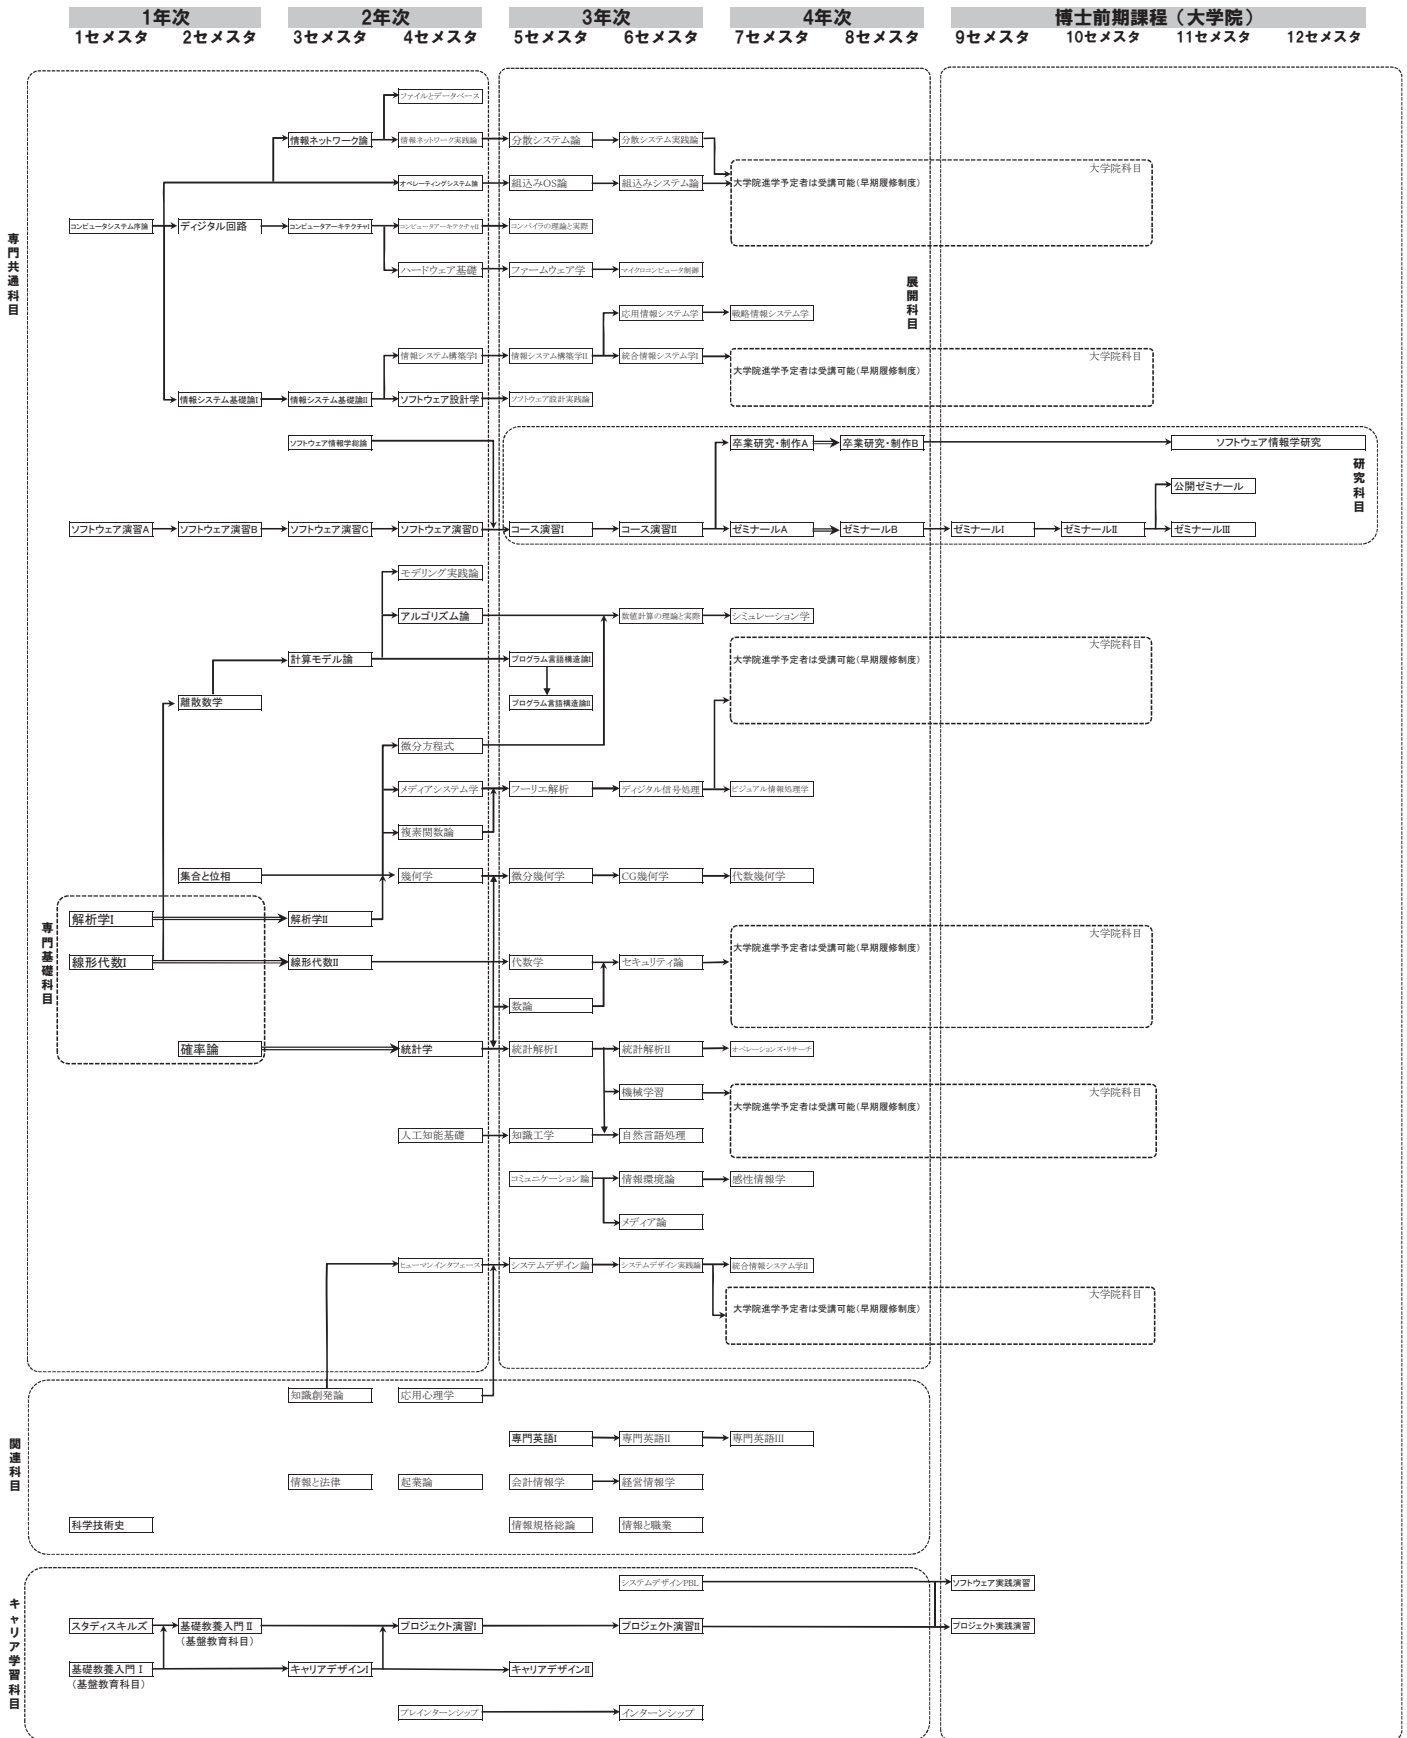 1年次 2年次 3年次 4年次 博士前期課程（大学院）
1セメスタ 2セメスタ 3セメスタ 4セメスタ 5セメスタ 6セメスタ 7セメスタ 8セメスタ 9セメスタ 10セメスタ 11セメスタ 12セメスタ
専門共通科目
展開科目
ファイルとデータベース
情報ネットワーク論 情報ネットワーク実践論 分散システム論 分散システム実践論
大学院科目
オペレーティングシステム論 組込みOS論 組込みシステム論 大学院進学予定者は受講可能（早期履修制度）
コンピュータシステム序論 ディジタル回路 コンピュータアーキテクチャI コンピュータアーキテクチャII コンパイラの理論と実際
ハードウェア基礎 ファームウェア学 マイクロコンピュータ制御
応用情報システム学 戦略情報システム学
情報システム構築学I 情報システム構築学II 統合情報システム学I 大学院科目
大学院進学予定者は受講可能（早期履修制度）
情報システム基礎論I 情報システム基礎論II ソフトウェア設計学 ソフトウェア設計実践論
ソフトウェア情報学総論 卒業研究・制作A 卒業研究・制作B ソフトウェア情報学研究
研究科目
公開ゼミナール
ソフトウェア演習A ソフトウェア演習B ソフトウェア演習C ソフトウェア演習D コース演習I コース演習II ゼミナールA ゼミナールB ゼミナールI ゼミナールII ゼミナールIII
モデリング実践論
アルゴリズム論 数値計算の理論と実際 シミュレーション学
大学院科目
計算モデル論 プログラム言語構造論I 大学院進学予定者は受講可能（早期履修制度）
離散数学 プログラム言語構造論II
微分方程式
メディアシステム学 フーリエ解析 ディジタル信号処理 ビジュアル情報処理学
複素関数論
集合と位相 幾何学 微分幾何学 CG幾何学 代数幾何学
専門基礎科目
解析学I 解析学II
大学院科目
大学院進学予定者は受講可能（早期履修制度）
線形代数I 線形代数II 代数学 セキュリティ論
数論
確率論 統計学 統計解析I 統計解析II オペレーションズ・リサーチ
機械学習 大学院科目
大学院進学予定者は受講可能（早期履修制度）
人工知能基礎 知識工学 自然言語処理
コミュニケーション論 情報環境論 感性情報学
メディア論
ヒューマンインタフェース システムデザイン論 システムデザイン実践論 統合情報システム学II
大学院科目
大学院進学予定者は受講可能（早期履修制度）
関連科目
知識創発論 応用心理学
専門英語I 専門英語II 専門英語III
情報と法律 起業論 会計情報学 経営情報学
科学技術史 情報規格総論 情報と職業
キャリア学習科目
システムデザインPBL ソフトウェア実践演習
スタディスキルズ 基礎教養入門Ⅱ プロジェクト演習I プロジェクト演習II プロジェクト実践演習
（基盤教育科目）
基礎教養入門Ⅰ キャリアデザインI キャリアデザインII
（基盤教育科目）
プレインターンシップ インターンシップ